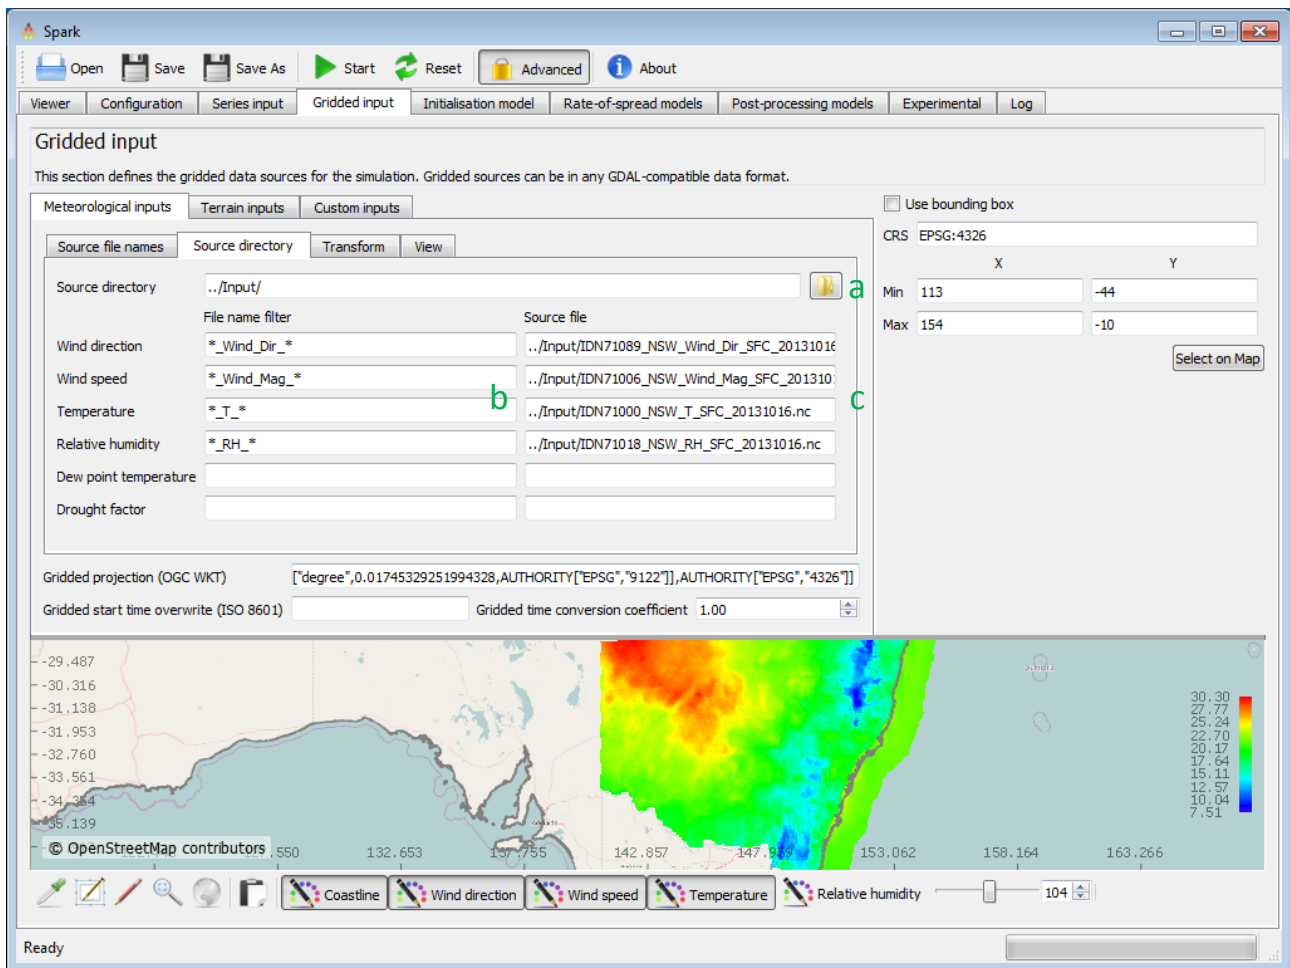 Spark
Open Save Save As Start Reset Advanced About
Viewer Configuration Series input Gridded input Initialisation model Rate-of-spread models Post-processing models Experimental Log
Gridded input
This section defines the gridded data sources for the simulation. Gridded sources can be in any GDAL-compatible data format.
Meteorological inputs Terrain inputs Custom inputs
Use bounding box
Source file names Source directory Transform View
CRS EPSG:4326
X Y
Source directory ../Input/ a
Min 113 -44
File name filter Source file
Max 154 -10
Wind direction *_Wind_Dir_* ../Input/IDN71089_NSW_Wind_Dir_SFC_20131016
Select on Map
Wind speed *_Wind_Mag_* ../Input/IDN71006_NSW_Wind_Mag_SFC_201310
b c
Temperature *_T_* ../Input/IDN71000_NSW_T_SFC_20131016.nc
Relative humidity *_RH_* ../Input/IDN71018_NSW_RH_SFC_20131016.nc
Dew point temperature
Drought factor
Gridded projection (OGC WKT) ["degree",0.01745329251994328,AUTHORITY["EPSG","9122"]],AUTHORITY["EPSG","4326"]]
Gridded start time overwrite (ISO 8601) Gridded time conversion coefficient 1.00
-29.487
-30.316
-31.138
-31.953
-32.760
-33.561
-34.354
-35.139
30.30
27.77
25.24
22.70
20.17
17.64
15.11
12.57
10.04
7.51
© OpenStreetMap contributors
132.653 137.755 142.857 147.959 153.062 158.164 163.266
Coastline Wind direction Wind speed Temperature Relative humidity 104
Ready